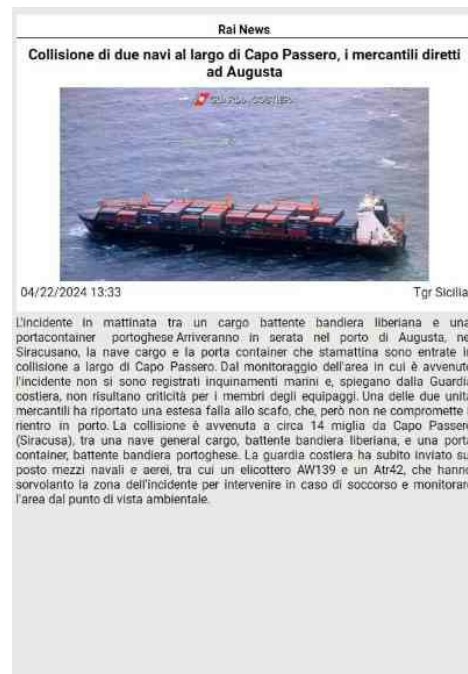 Rai News
Collisione di due navi al largo di Capo Passero, i mercantili diretti
ad Augusta
GUARDIA COSTIERA
04/22/2024 13:33
Tgr Sicilia
L'incidente in mattinata tra un cargo battente bandiera liberiana e una
portacontainer portoghese Arriveranno in serata nel porto di Augusta, ne
Siracusano, la nave cargo e la porta container che stamattina sono entrate i
collisione a largo di Capo Passero. Dal monitoraggio dell'area in cui è avvenuto
l'incidente non si sono registrati inquinamenti marini e, spiegano dalla Guardi
costiera, non risultano criticità per i membri degli equipaggi. Una delle due unità
mercantili ha riportato una estesa falla allo scafo, che, però non ne compromette i
rientro in porto. La collisione è avvenuta a circa 14 miglia da Capo Passero
(Siracusa), tra una nave general cargo, battente bandiera liberiana, e una porta
container, battente bandiera portoghese. La guardia costiera ha subito inviato su
posto mezzi navali e aerei, tra cui un elicottero AW139 e un Atr42, che hanno
sorvolanto la zona dell'incidente per intervenire in caso di soccorso e monitorare
l'area dal punto di vista ambientale.